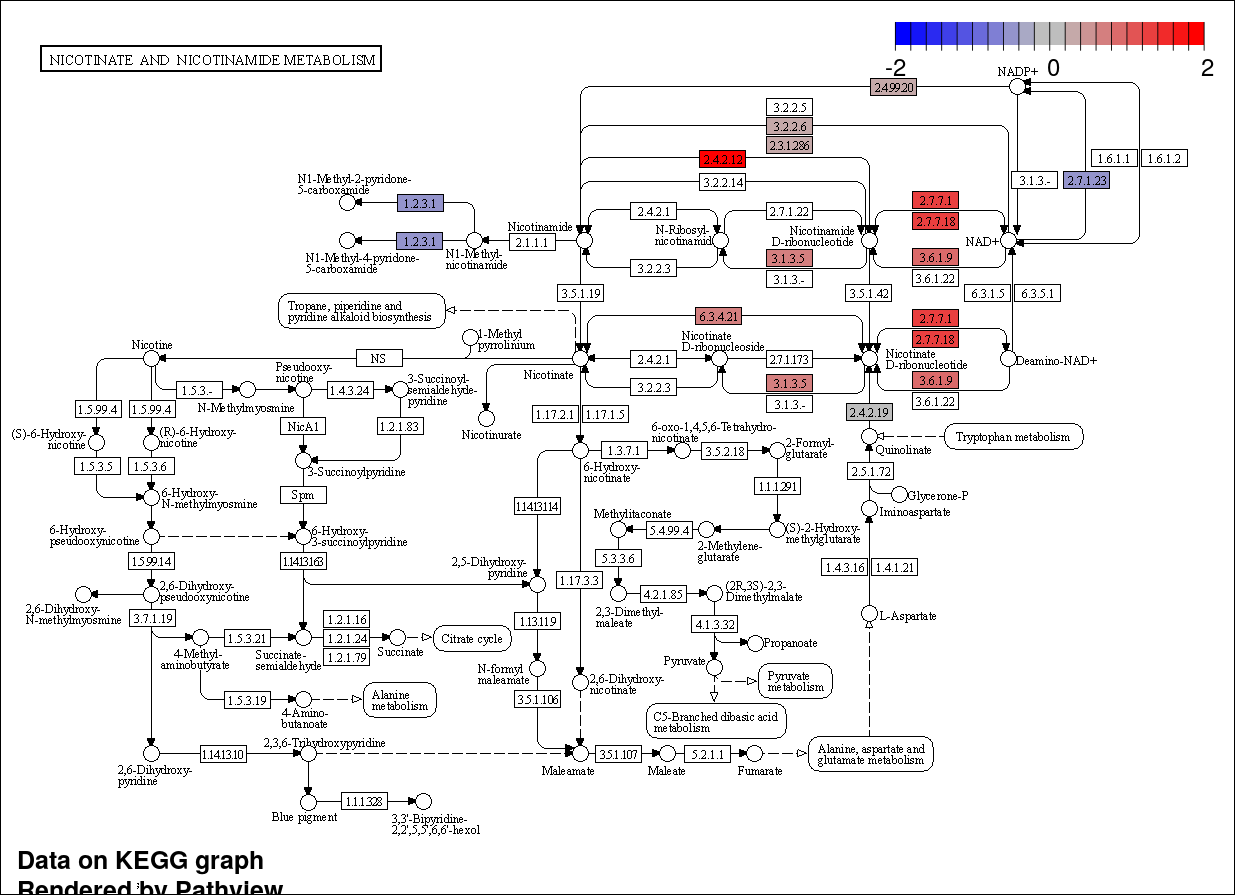 -2
0
2
NICOTINATE AND NICOTINAMIDE METABOLISM
NADP+
2.4.99.20
3.2.2.5
3.2.2.6
2.3.1.286
2.4.2.12
3.2.2.14
1.6.1.1
1.6.1.2
3.1.3.-
2.7.1.23
N1-Methyl-2-pyridone-
5-carboxamide
1.2.3.1
2.4.2.1
2.7.1.22
2.7.7.1
2.7.7.18
Nicotinamide
N-Ribosyl-
nicotinamid
Nicotinamide
D-ribonucleotide
NAD+
1.2.3.1
2.1.1.1
N1-Methyl-4-pyridone-
5-carboxamide
N1-Methyl-
nicotinamide
3.2.2.3
3.1.3.5
3.1.3.-
3.6.1.9
3.6.1.22
3.5.1.19
3.5.1.42
6.3.1.5
6.3.5.1
Tropane, piperidine and
pyridine alkaloid biosynthesis
6.3.4.21
2.7.7.1
2.7.7.18
1-Methyl
pyrrolinium
Nicotinate
D-ribonucleoside
Nicotine
NS
Nicotinate
2.4.2.1
2.7.1.173
Nicotinate
D-ribonucleotide
Deamino-NAD+
Pseudooxy-
nicotine
1.5.3.-
1.4.3.24
3-Succinoyl-
semialdehyde-
pyridine
3.2.2.3
3.1.3.5
3.1.3.-
3.6.1.9
3.6.1.22
N-Methylmyosmine
1.5.99.4
1.5.99.4
NicA1
1.2.1.83
Nicotinurate
1.17.2.1
1.17.1.5
2.4.2.19
(S)-6-Hydroxy-
nicotine
(R)-6-Hydroxy-
nicotine
6-oxo-1,4,5,6-Tetrahydro-
nicotinate
2-Formyl-
glutarate
Quinolinate
Tryptophan metabolism
1.3.7.1
3.5.2.18
1.5.3.5
1.5.3.6
3-Succinoylpyridine
6-Hydroxy-
nicotinate
2.5.1.72
6-Hydroxy-
N-methylmyosmine
Spm
1.14.13.114
1.1.1.291
Glycerone-P
Iminoaspartate
6-Hydroxy-
pseudooxynicotine
6-Hydroxy-
3-succinoylpyridine
Methylitaconate
5.4.99.4
2-Methylene-
glutarate
(S)-2-Hydroxy-
methylglutarate
1.5.99.14
1.14.13.163
2,5-Dihydroxy-
pyridine
5.3.3.6
1.4.3.16
1.4.1.21
2,6-Dihydroxy-
pseudooxynicotine
1.17.3.3
4.2.1.85
(2R,3S)-2,3-
Dimethylmalate
2,6-Dihydroxy-
N-methylmyosmine
3.7.1.19
2,3-Dimethyl-
maleate
L-Aspartate
1.5.3.21
1.2.1.16
1.2.1.24
1.2.1.79
Citrate cycle
1.13.11.9
4.1.3.32
Propanoate
4-Methyl-
aminobutyrate
Succinate-
semialdehyde
Succinate
N-formyl
maleamate
Pyruvate
1.5.3.19
Alanine
metabolism
3.5.1.106
2,6-Dihydroxy-
nicotinate
Pyruvate
metabolism
4-Amino-
butanoate
C5-Branched dibasic acid
metabolism
2,3,6-Trihydroxypyridine
1.14.13.10
3.5.1.107
5.2.1.1
Alanine, aspartate and
glutamate metabolism
2,6-Dihydroxy-
pyridine
Maleamate
Maleate
Fumarate
1.1.1.328
Blue pigment
3,3'-Bipyridine-
2,2',5,5',6,6'-hexol
Data on KEGG graph
Rendered by Pathview